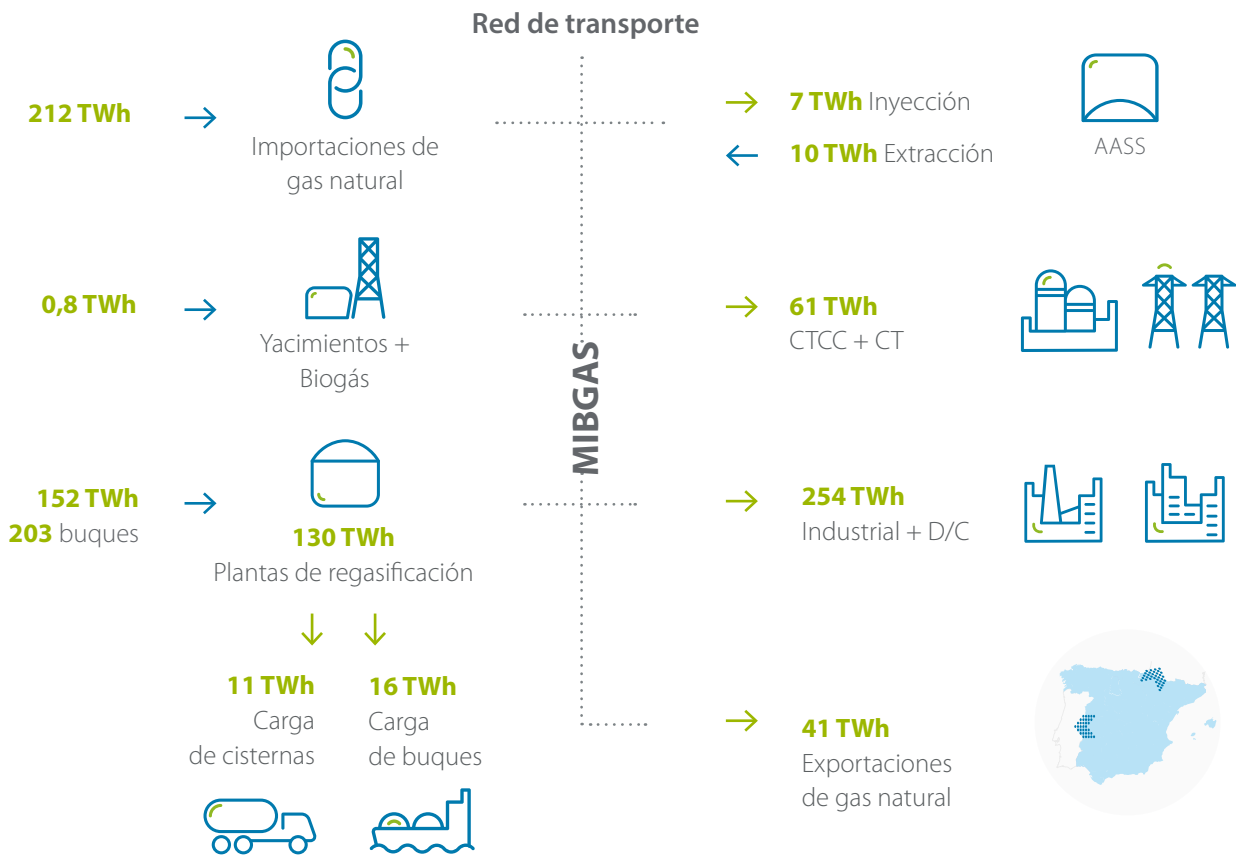 Red de transporte
212 TWh
Importaciones de
gas natural
7 TWh Inyección
10 TWh Extracción
AASS
0,8 TWh
Yacimientos +
Biogás
61 TWh
CTCC + CT
MIBGAS
152 TWh
203 buques
130 TWh
Plantas de regasificación
254 TWh
Industrial + D/C
11 TWh
Carga
de cisternas
16 TWh
Carga
de buques
41 TWh
Exportaciones
de gas natural